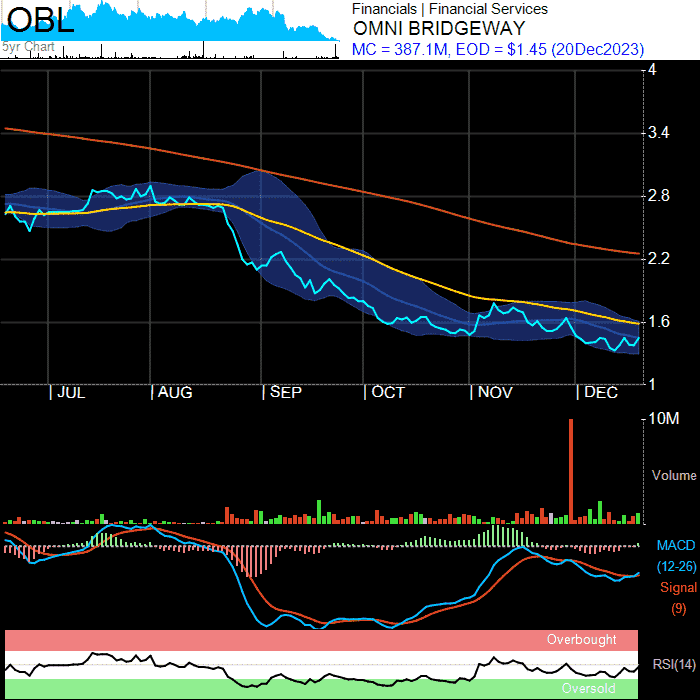 OBL
5yr Chart
Financials | Financial Services
OMNI BRIDGEWAY
MC = 387.1M, EOD = $1.45 (20Dec2023)
4
3.4
2.8
2.2
1.6
1
| JUL | AUG | SEP | OCT | NOV | DEC
10M
Volume
MACD
(12-26)
Signal
(9)
Overbought
RSI(14)
Oversold